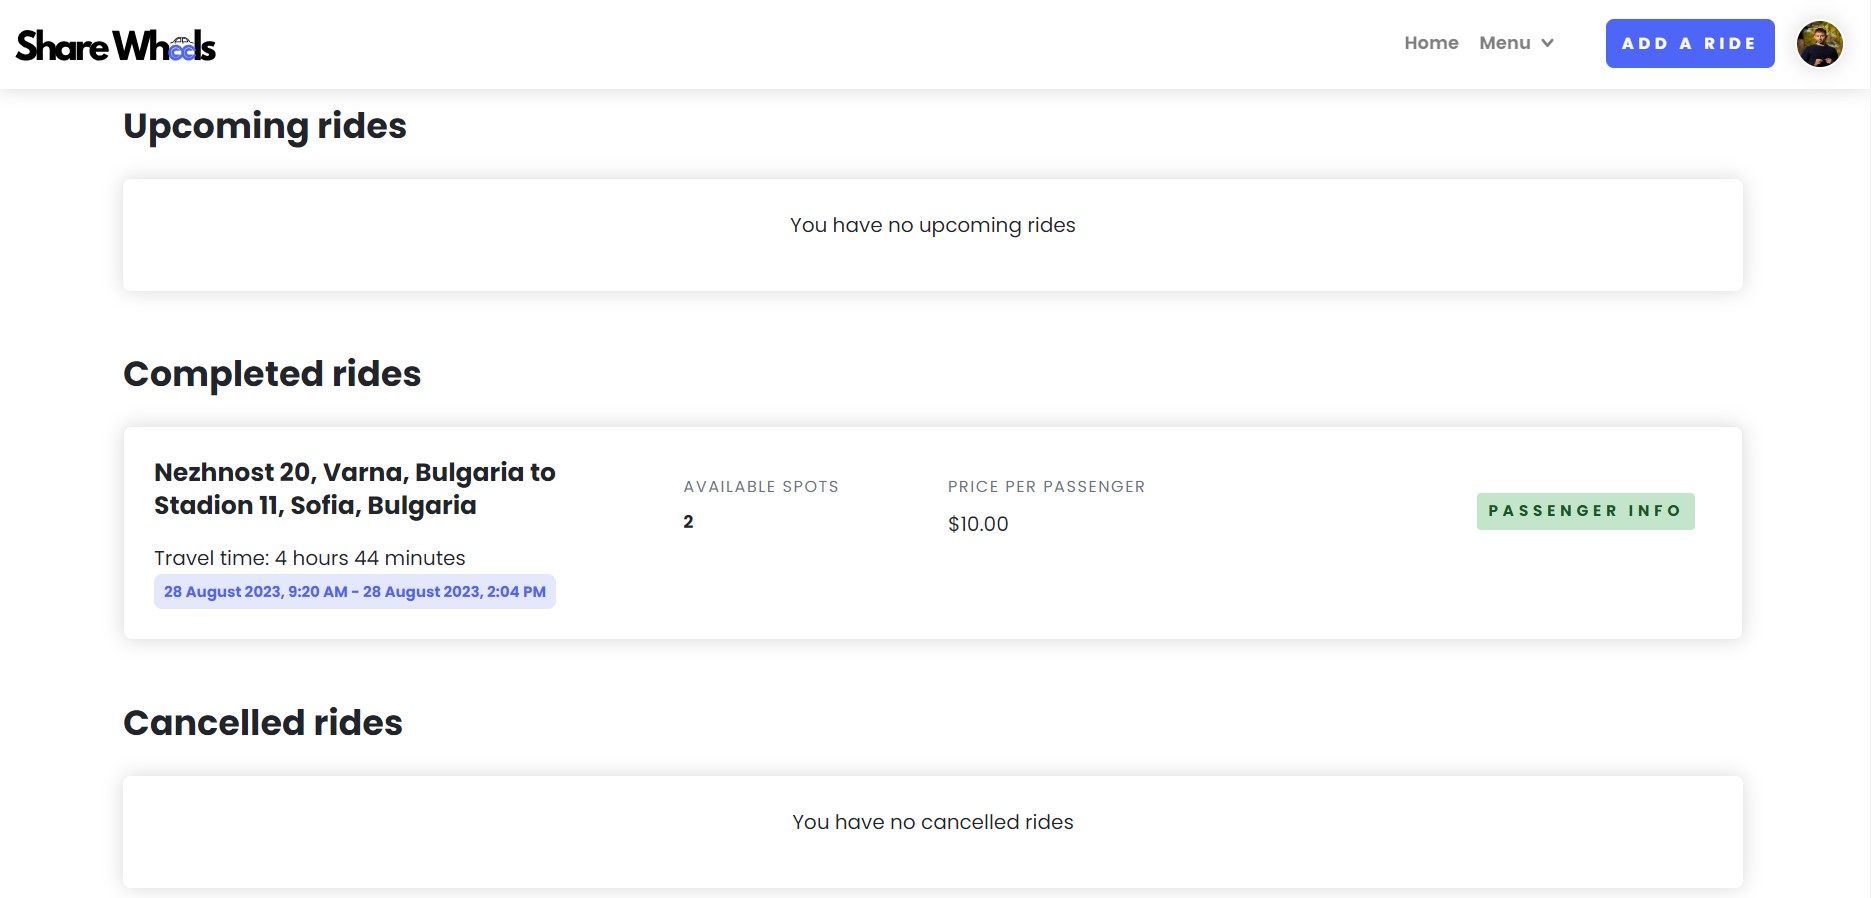 Share Wheels
Home
Menu
ADD A RIDE
Upcoming rides
You have no upcoming rides
Completed rides
Nezhnost 20, Varna, Bulgaria to
Stadion 11, Sofia, Bulgaria
Travel time: 4 hours 44 minutes
28 August 2023, 9:20 AM - 28 August 2023, 2:04 PM
AVAILABLE SPOTS
2
PRICE PER PASSENGER
$10.00
PASSENGER INFO
Cancelled rides
You have no cancelled rides